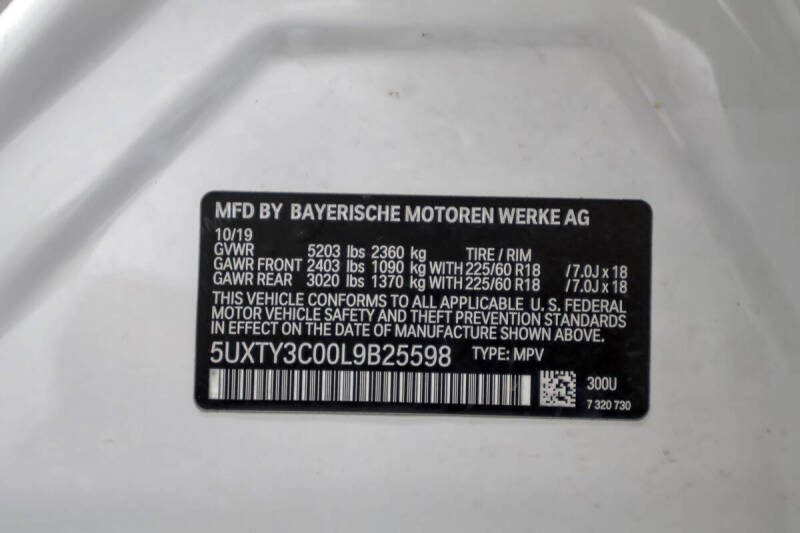 MFD BY BAYERISCHE MOTOREN WERKE AG
10/19
GVWR 5203 lbs 2360 kg TIRE / RIM
GAWR FRONT 2403 lbs 1090 kg WITH 225/60 R18 / 7.0J x 18
GAWR REAR 3020 lbs 1370 kg WITH 225/60 R18 / 7.0J x 18
THIS VEHICLE CONFORMS TO ALL APPLICABLE U. S. FEDERAL
MOTOR VEHICLE SAFETY AND THEFT PREVENTION STANDARDS
IN EFFECT ON THE DATE OF MANUFACTURE SHOWN ABOVE.
5UXTY3C00L9B25598 TYPE: MPV
300U
7 320 730